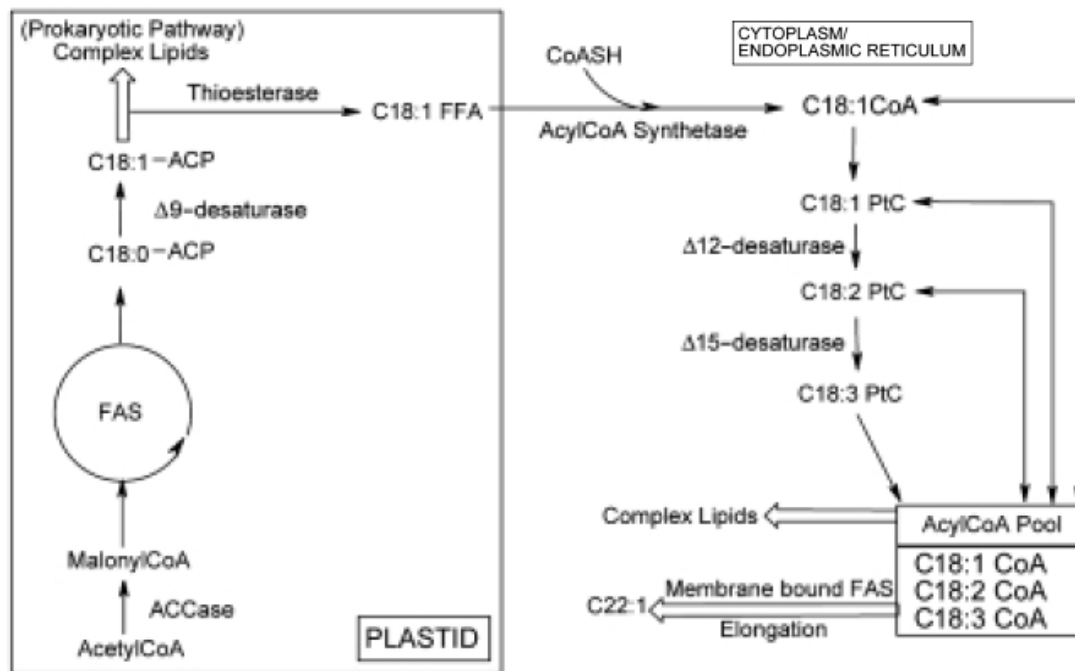 (Prokaryotic Pathway)
Complex Lipids
Thioesterase
C18:1 FFA
C18:1-ACP
Δ9-desaturase
C18:0-ACP
FAS
MalonylCoA
ACCase
AcetylCoA
PLASTID
CoASH
AcylCoA Synthetase
CYTOPLASM/
ENDOPLASMIC RETICULUM
C18:1CoA
C18:1 PtC
Δ12-desaturase
C18:2 PtC
Δ15-desaturase
C18:3 PtC
Complex Lipids
AcylCoA Pool
C18:1 CoA
C18:2 CoA
C18:3 CoA
Membrane bound FAS
C22:1
Elongation